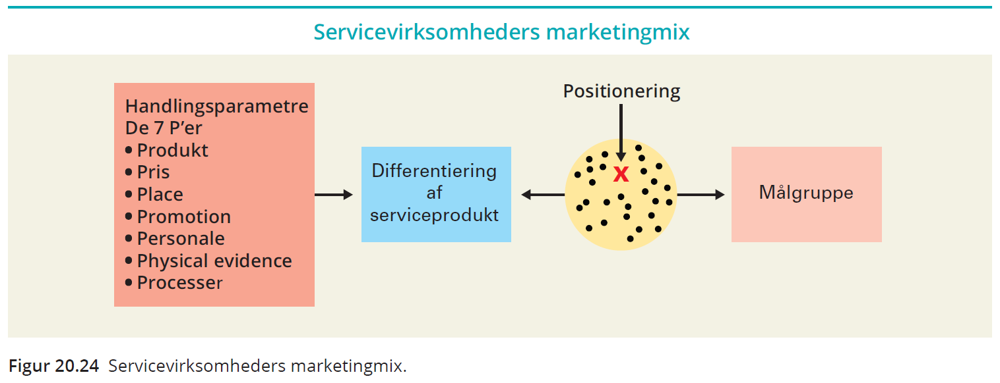 Servicevirksomheders marketingmix
Handlingsparametre
De 7 P’er
• Produkt
• Pris
• Place
• Promotion
• Personale
• Physical evidence
• Processer
Differentiering
af
serviceprodukt
Positionering
x
Målgruppe
Figur 20.24 Servicevirksomheders marketingmix.